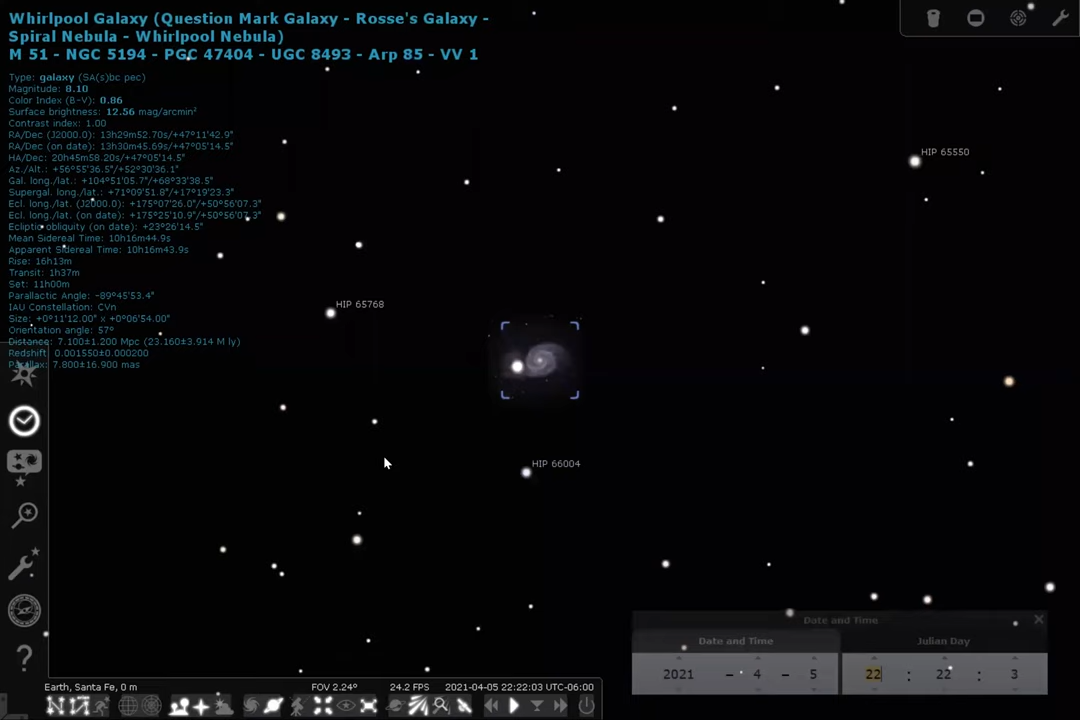 Whirlpool Galaxy (Question Mark Galaxy - Rosse's Galaxy -
Spiral Nebula - Whirlpool Nebula)
M 51 - NGC 5194 - PGC 47404 - UGC 8493 - Arp 85 - VV 1
Type: galaxy (SA(s)bc pec)
Magnitude: 8.10
Color Index (B-V): 0.86
Surface brightness: 12.56 mag/arcmin²
Contrast index: 1.00
RA/Dec (J2000.0): 13h29m52.70s/+47°11'42.9"
RA/Dec (on date): 13h30m45.69s/+47°05'14.5"
HA/Dec: 20h45m58.20s/+47°05'14.5"
Az./Alt.: +56°55'36.5"/+52°30'36.1"
Gal. long./lat.: +104°51'05.7"/+68°33'38.5"
Supergal. long./lat.: +71°09'51.8"/+17°19'23.3"
Ecl. long./lat. (J2000.0): +175°07'26.0"/+50°56'07.3"
Ecl. long./lat. (on date): +175°25'10.9"/+50°56'07.3"
Ecliptic obliquity (on date): +23°26'14.5"
Mean Sidereal Time: 10h16m44.9s
Apparent Sidereal Time: 10h16m43.9s
Rise: 16h13m
Transit: 1h37m
Set: 11h00m
Parallactic Angle: -89°45'53.4"
IAU Constellation: CVn
Size: +0°11'12.00" x +0°06'54.00"
Orientation angle: 57°
Distance: 7.100±1.200 Mpc (23.160±3.914 M ly)
Redshift: 0.001550±0.000200
Parallax: 7.800±16.900 mas
HIP 65550
HIP 65768
HIP 66004
Date and Time
Date and Time Julian Day
2021 - 4 - 5 22 : 22 : 3
Earth, Santa Fe, 0 m FOV 2.24° 24.2 FPS 2021-04-05 22:22:03 UTC-06:00